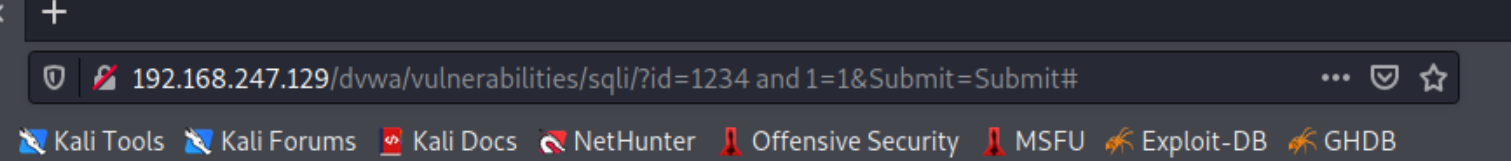 192.168.247.129/dvwa/vulnerabilities/sqli/?id=1234 and 1=1&Submit=Submit#
Kali Tools Kali Forums Kali Docs NetHunter Offensive Security MSFU Exploit-DB GHDB